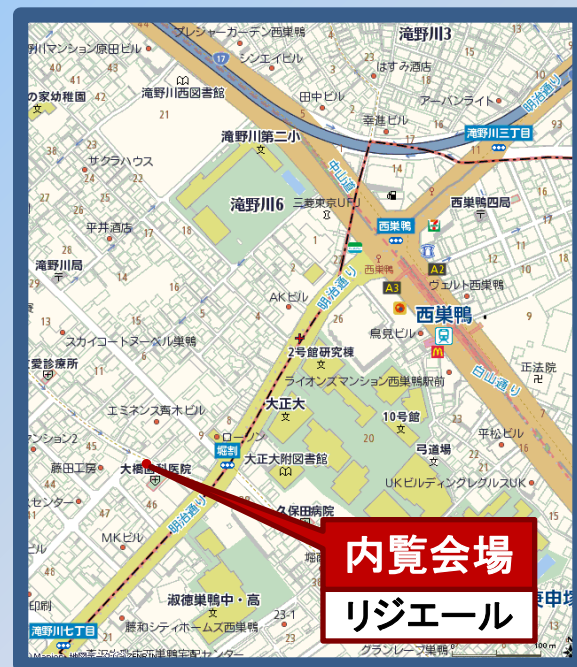 プレシャーガーデン西巣鴨
滝野川3
川マンション原田ビル
17
シンエイビル
はすみ酒店
の家幼稚園
滝野川西図書館
田中ビル
アーバンライト
明治通り
幸進ビル
滝野川三丁目
滝野川第二小
サクラハウス
中山道
滝野川6
三菱東京UFJ
西巣鴨四局
西巣鴨
平井酒店
滝野川局
西巣鴨
A2
A3
ヴェルト西巣鴨
AKビル
明治通り
西巣鴨
鳥見ビル
スカイコートヌーベル巣鴨
2号館研究棟
友愛診療所
ライオンズマンション西巣鴨駅前
白山通り
正法院
エミネンス斉木ビル
大正大
10号館
ローソン
平松ビル
マンション2
堀割
弓道場
藤田工房
大橋歯科医院
大正大附図書館
UKビルディングレグルスUK
センター
明治通り
久保田病院
MKビル
内覧会場
淑徳巣鴨中・高
リジエール
印刷
23-1
滝野川七丁目
藤和シティホームズ西巣鴨
グランレーブ巣鴨
100m